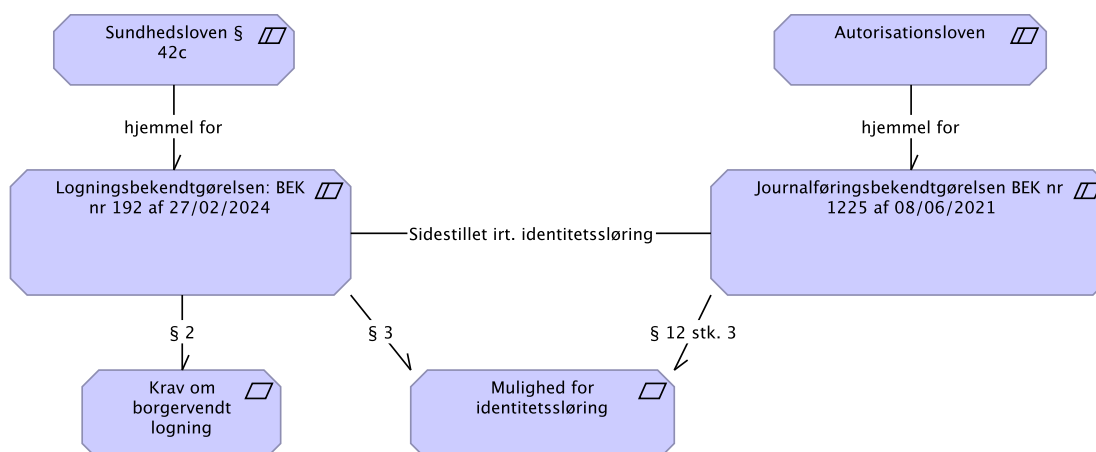 Sundhedsloven §
42c
Autorisationsloven
hjemmel for
hjemmel for
Logningsbekendtgørelsen: BEK
nr 192 af 27/02/2024
Journalføringsbekendtgørelsen BEK nr
1225 af 08/06/2021
Sidestillet irt. identitetssløring
§ 2
§ 3
§ 12 stk. 3
Krav om
borgervendt
logning
Mulighed for
identitetssløring